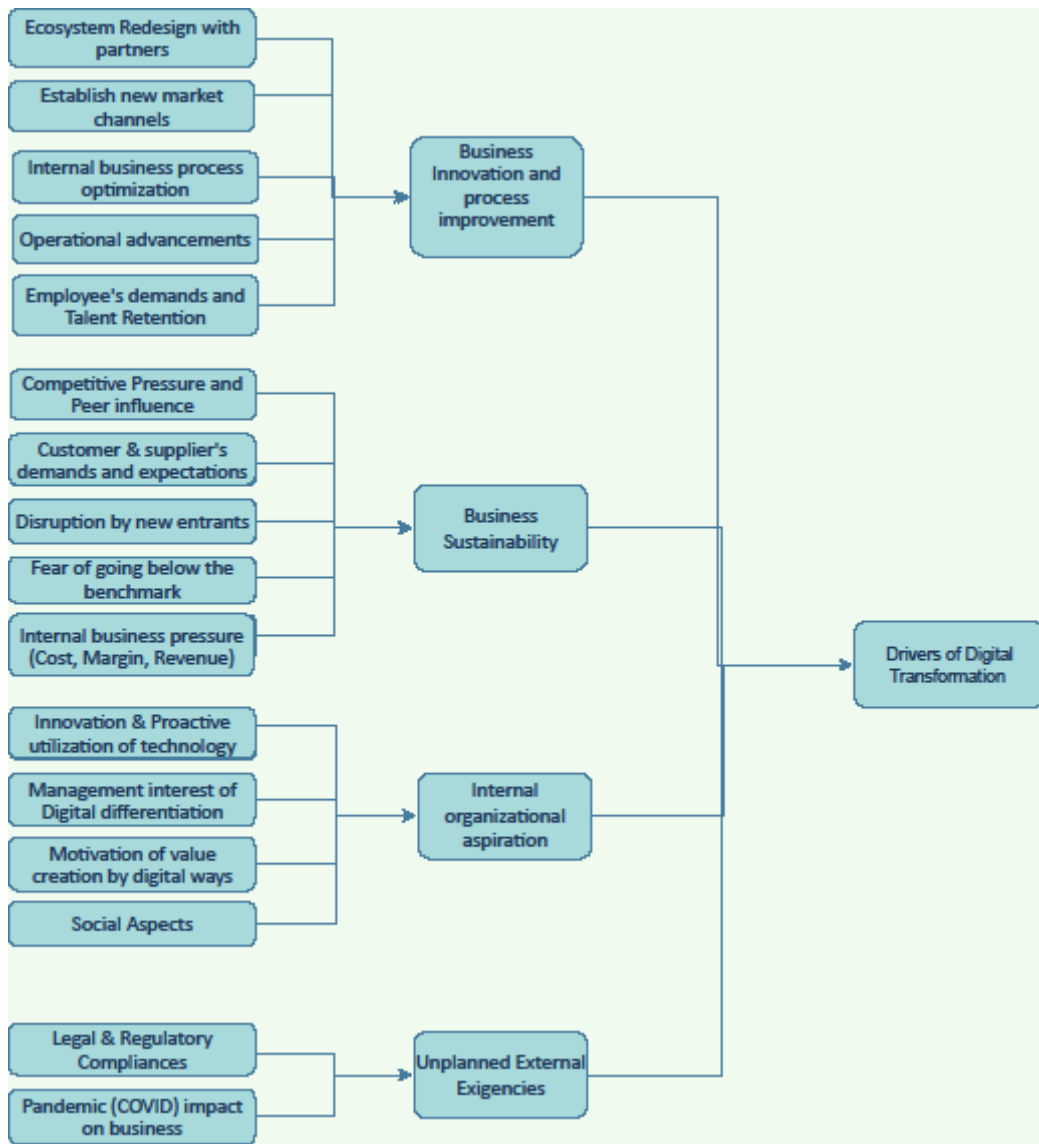 Ecosystem Redesign with
partners
Establish new market
channels
Internal business process
optimization
Operational advancements
Employee's demands and
Talent Retention
Business
Innovation and
process
improvement
Competitive Pressure and
Peer influence
Customer & supplier's
demands and expectations
Disruption by new entrants
Fear of going below the
benchmark
Internal business pressure
(Cost, Margin, Revenue)
Business
Sustainability
Innovation & Proactive
utilization of technology
Management interest of
Digital differentiation
Motivation of value
creation by digital ways
Social Aspects
Internal
organizational
aspiration
Legal & Regulatory
Compliances
Pandemic (COVID) impact
on business
Unplanned External
Exigencies
Drivers of Digital
Transformation